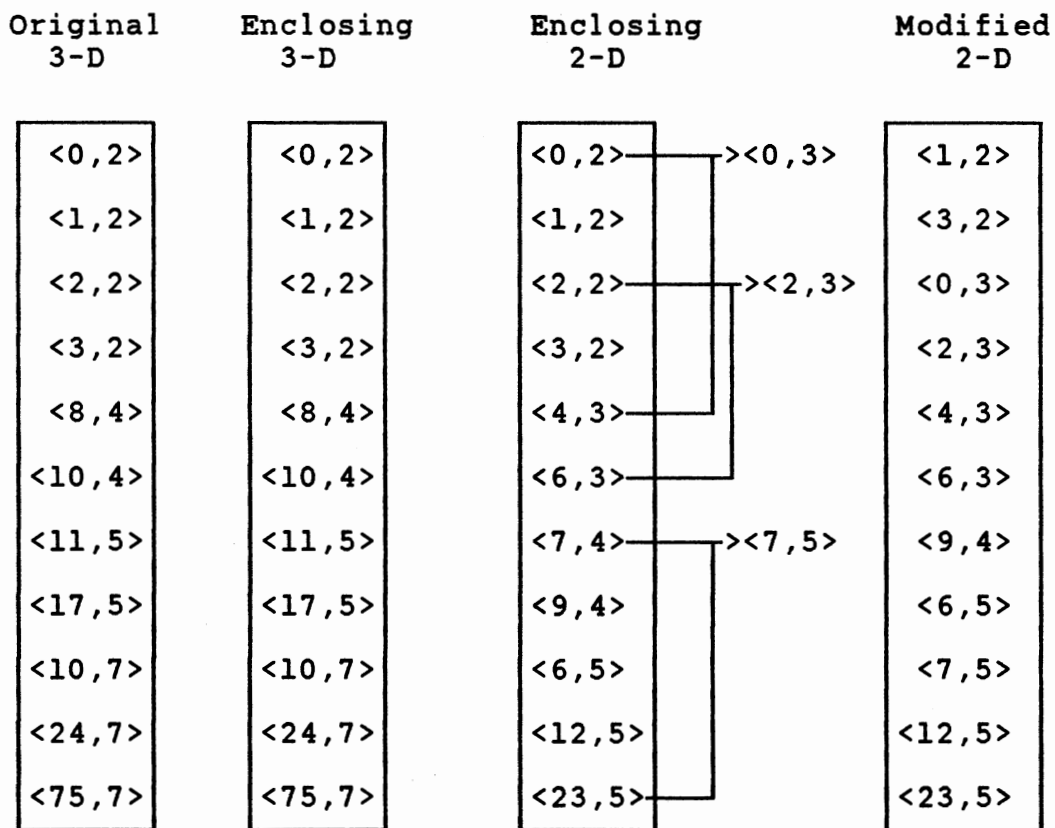 Original Enclosing Enclosing Modified
3-D 3-D 2-D 2-D
<0,2> <0,2> <0,2> ><0,3> <1,2>
<1,2> <1,2> <1,2> <3,2>
<2,2> <2,2> <2,2> ><2,3> <0,3>
<3,2> <3,2> <3,2> <2,3>
<8,4> <8,4> <4,3> <4,3>
<10,4> <10,4> <6,3> <6,3>
<11,5> <11,5> <7,4> ><7,5> <9,4>
<17,5> <17,5> <9,4> <6,5>
<10,7> <10,7> <6,5> <7,5>
<24,7> <24,7> <12,5> <12,5>
<75,7> <75,7> <23,5> <23,5>